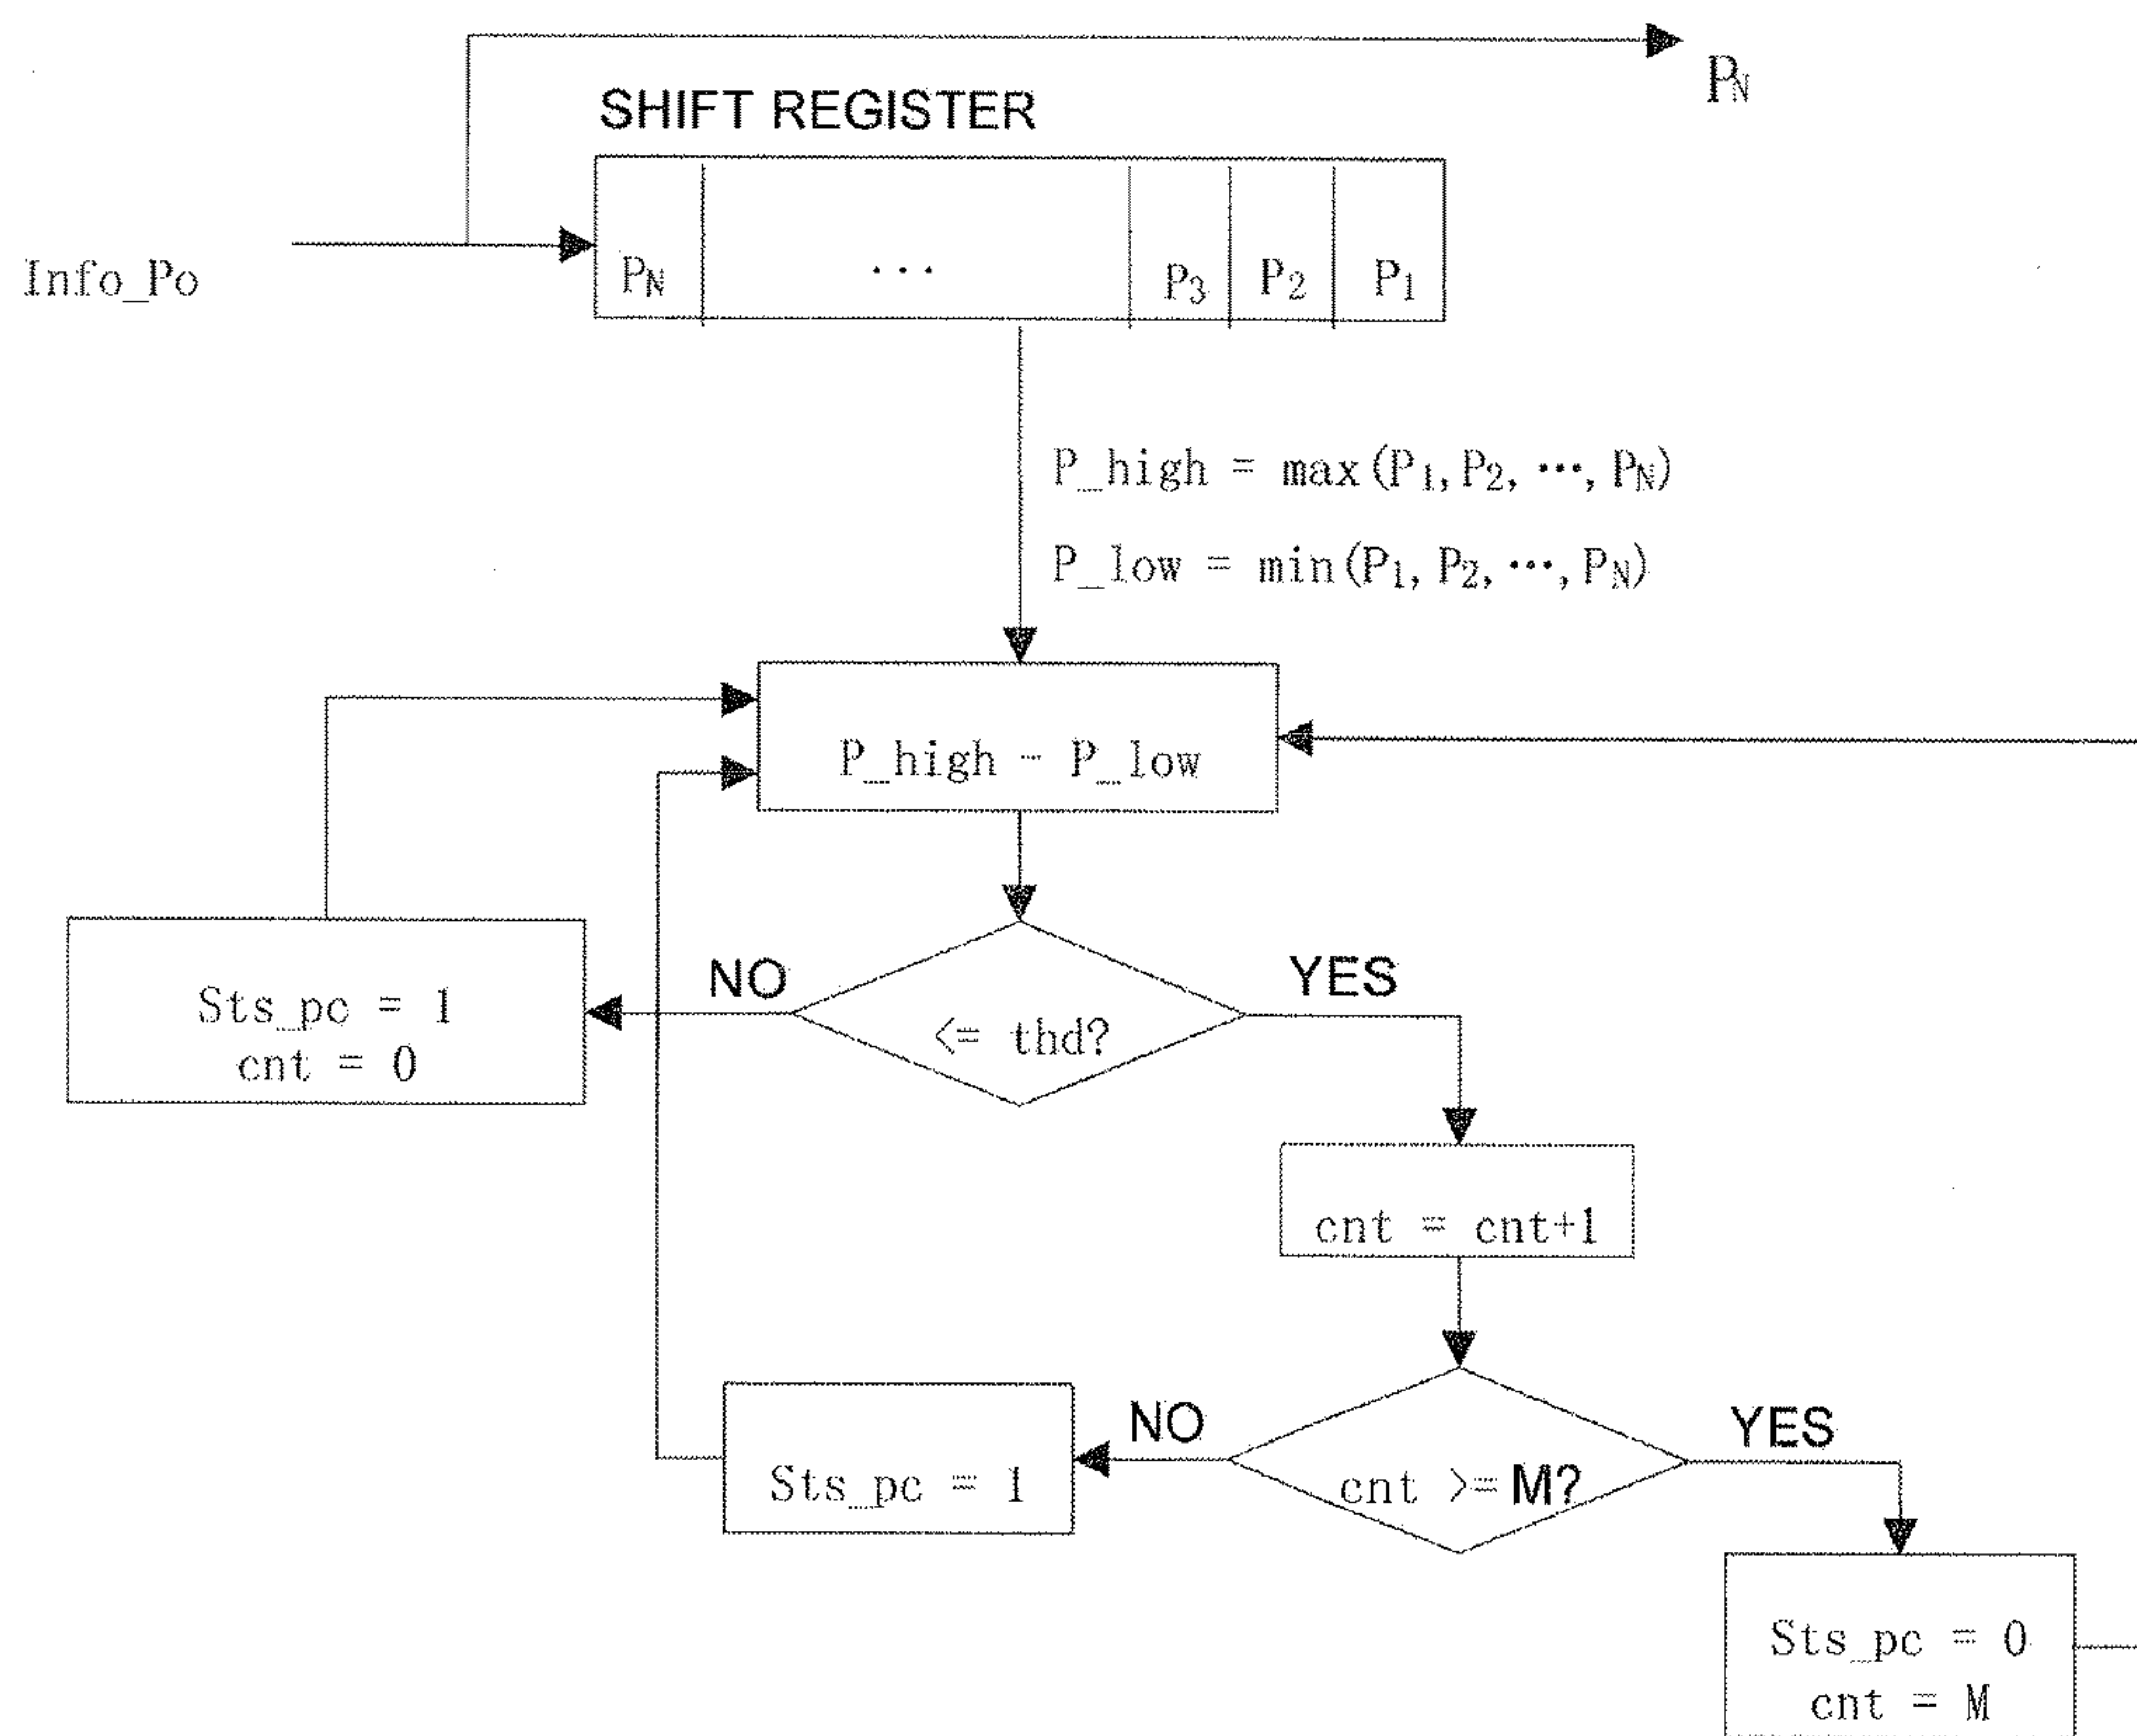 P_N
SHIFT REGISTER
Info_Po
P_N ... P_3 P_2 P_1
P_high = max(P_1, P_2, ..., P_N)
P_low = min(P_1, P_2, ..., P_N)
P_high - P_low
NO
YES
Sts_pc = 1
cnt = 0
<= thd?
cnt = cnt+1
NO
YES
Sts_pc = 1
cnt >= M?
Sts_pc = 0
cnt = M